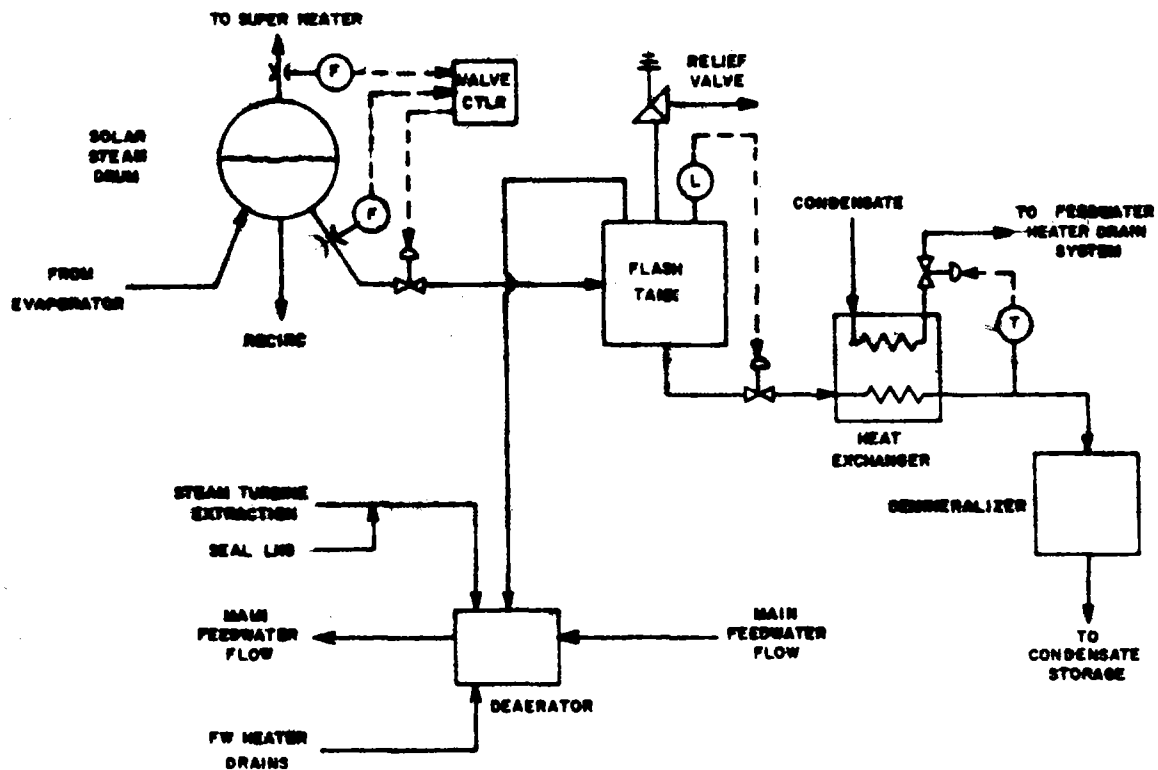 TO SUPER HEATER
F
VALVE
CTLR
RELIEF
VALVE
SOLAR
STEAM
DRUM
L
F
CONDENSATE
TO FEEDWATER
HEATER DRAIN
SYSTEM
FROM
EVAPORATOR
FLASH
TANK
T
RECIRC
HEAT
EXCHANGER
STEAM TURBINE
EXTRACTION
DEMINERALIZER
SEAL LKG
MAIN
FEEDWATER
FLOW
MAIN
FEEDWATER
FLOW
TO
CONDENSATE
STORAGE
DEAERATOR
FW HEATER
DRAINS